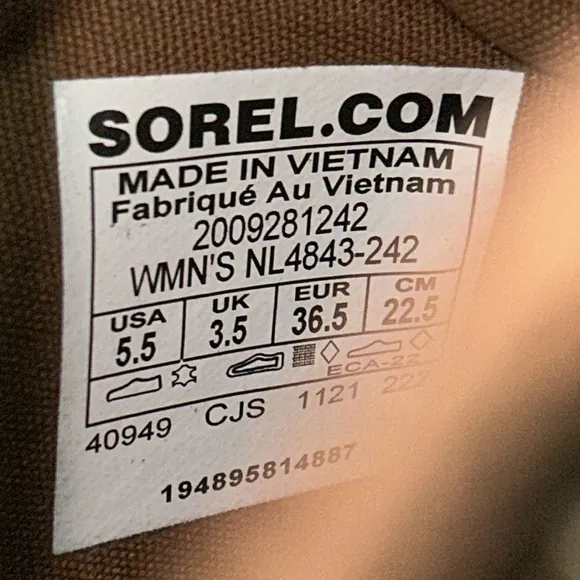 SOREL.COM
MADE IN VIETNAM
Fabriqué Au Vietnam
2009281242
WMN'S NL4843-242
USA UK EUR CM
5.5 3.5 36.5 22.5
ECA-22
40949 CJS 1121
194895814887